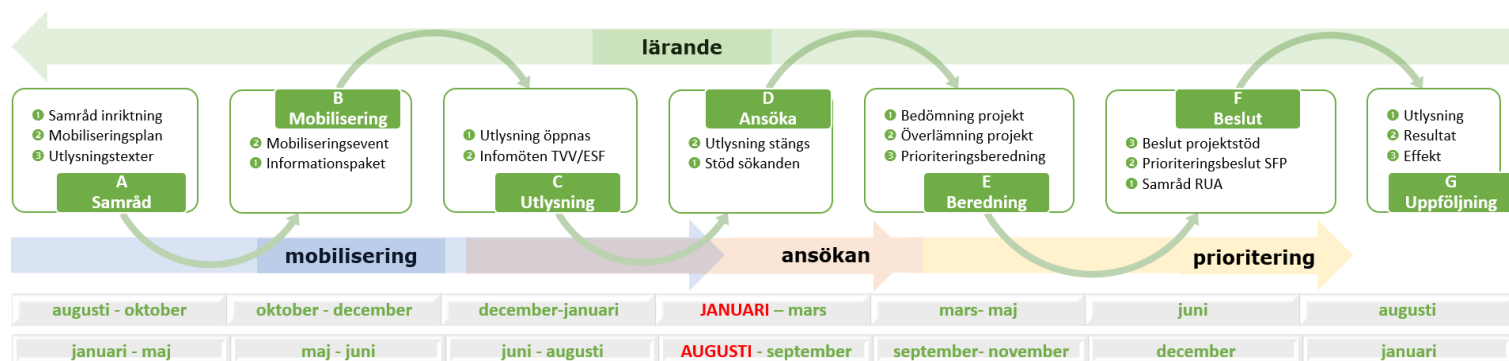 lärande
❶ Samråd inriktning
❷ Mobiliseringsplan
❸ Utlysningstexter
A
Samråd
B
Mobilisering
❷ Mobiliseringsevent
❶ Informationspaket
❶ Utlysning öppnas
❷ Infomöten TVV/ESF
C
Utlysning
D
Ansöka
❷ Utlysning stängs
❶ Stöd sökanden
❶ Bedömning projekt
❷ Överlämning projekt
❸ Prioriteringsberedning
E
Beredning
F
Beslut
❸ Beslut projektstöd
❷ Prioriteringsbeslut SFP
❶ Samråd RUA
❶ Utlysning
❷ Resultat
❸ Effekt
G
Uppföljning
mobilisering
ansökan
prioritering
augusti - oktober
oktober - december
december-januari
JANUARI – mars
mars- maj
juni
augusti
januari - maj
maj - juni
juni - augusti
AUGUSTI - september
september- november
december
januari